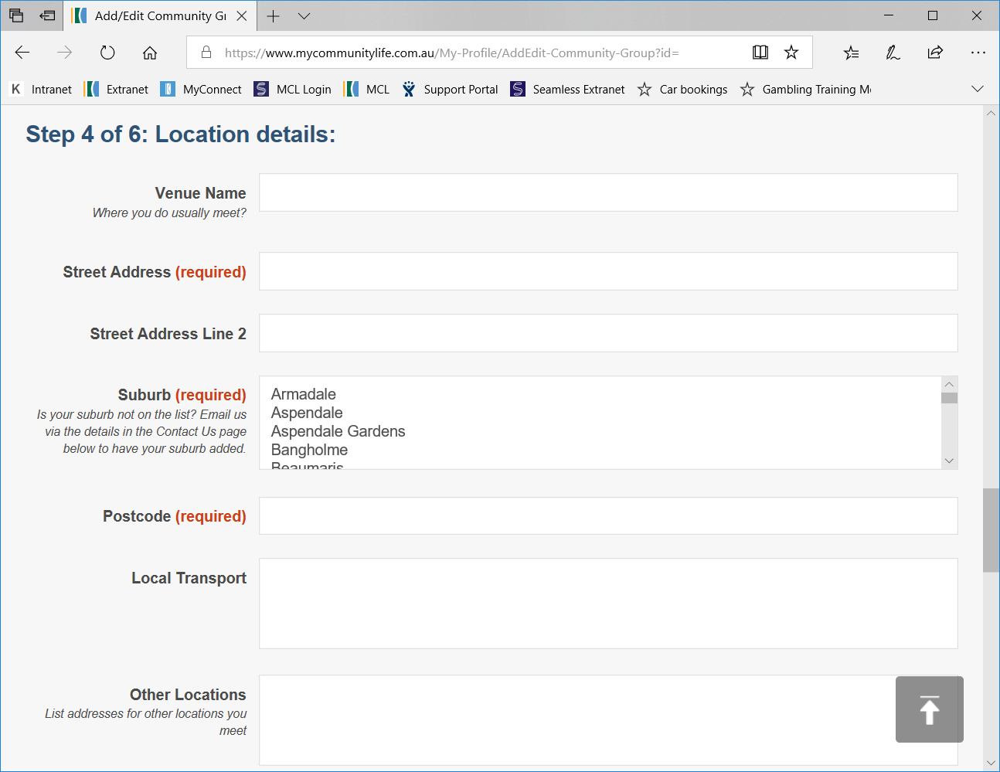 Add/Edit Community Gr
https://www.mycommunitylife.com.au/My-Profile/AddEdit-Community-Group?id=
K Intranet Extranet MyConnect MCL Login MCL Support Portal Seamless Extranet Car bookings Gambling Training M
Step 4 of 6: Location details:
Venue Name
Where you do usually meet?
Street Address (required)
Street Address Line 2
Suburb (required)
Is your suburb not on the list? Email us
via the details in the Contact Us page
below to have your suburb added.
Armadale
Aspendale
Aspendale Gardens
Bangholme
Beaumaris
Postcode (required)
Local Transport
Other Locations
List addresses for other locations you
meet